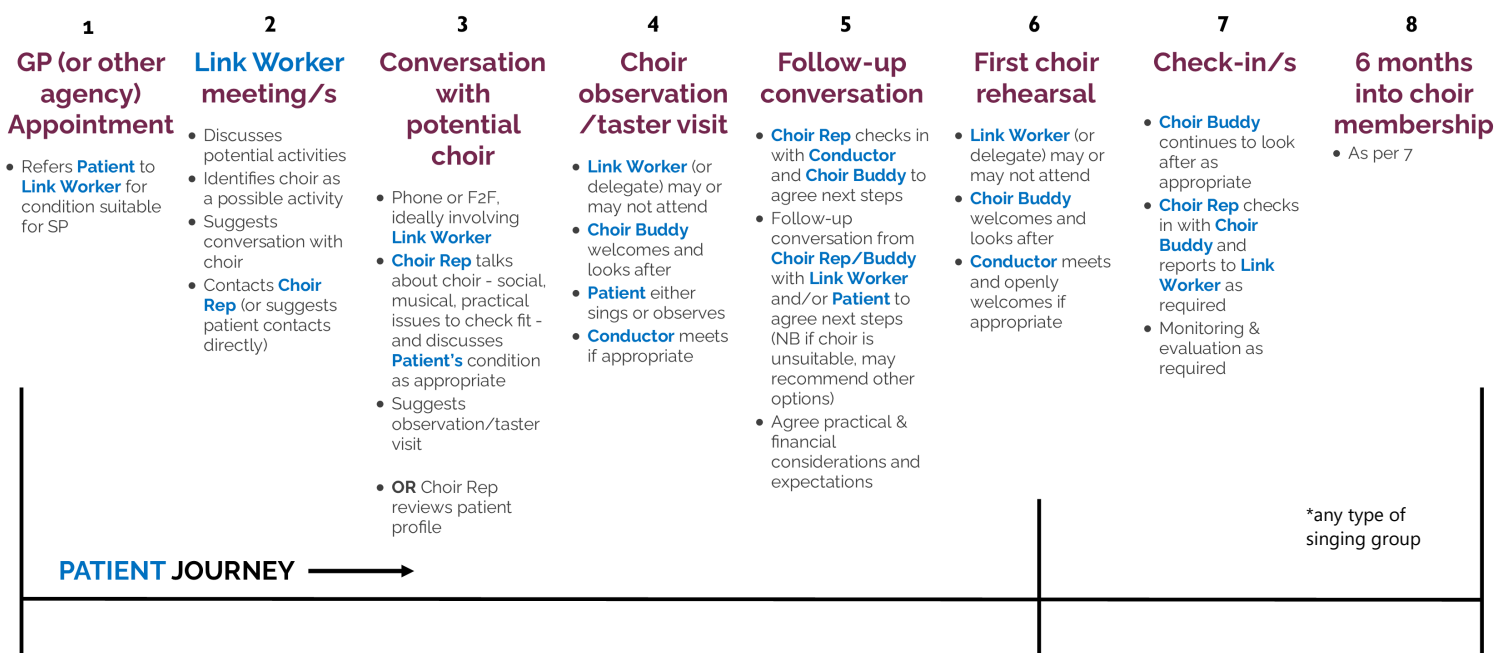 1
GP (or other
agency)
Appointment
• Refers Patient to
Link Worker for
condition suitable
for SP
2
Link Worker
meeting/s
• Discusses
potential activities
• Identifies choir as
a possible activity
• Suggests
conversation with
choir
• Contacts Choir
Rep (or suggests
patient contacts
directly)
3
Conversation
with
potential
choir
• Phone or F2F,
ideally involving
Link Worker
• Choir Rep talks
about choir - social,
musical, practical
issues to check fit -
and discusses
Patient’s condition
as appropriate
• Suggests
observation/taster
visit
• OR Choir Rep
reviews patient
profile
4
Choir
observation
/taster visit
• Link Worker (or
delegate) may or
may not attend
• Choir Buddy
welcomes and
looks after
• Patient either
sings or observes
• Conductor meets
if appropriate
5
Follow-up
conversation
• Choir Rep checks in
with Conductor
and Choir Buddy to
agree next steps
• Follow-up
conversation from
Choir Rep/Buddy
with Link Worker
and/or Patient to
agree next steps
(NB if choir is
unsuitable, may
recommend other
options)
• Agree practical &
financial
considerations and
expectations
6
First choir
rehearsal
• Link Worker (or
delegate) may or
may not attend
• Choir Buddy
welcomes and
looks after
• Conductor meets
and openly
welcomes if
appropriate
7
Check-in/s
• Choir Buddy
continues to look
after as
appropriate
• Choir Rep checks
in with Choir
Buddy and
reports to Link
Worker as
required
• Monitoring &
evaluation as
required
8
6 months
into choir
membership
• As per 7
*any type of
singing group
PATIENT JOURNEY